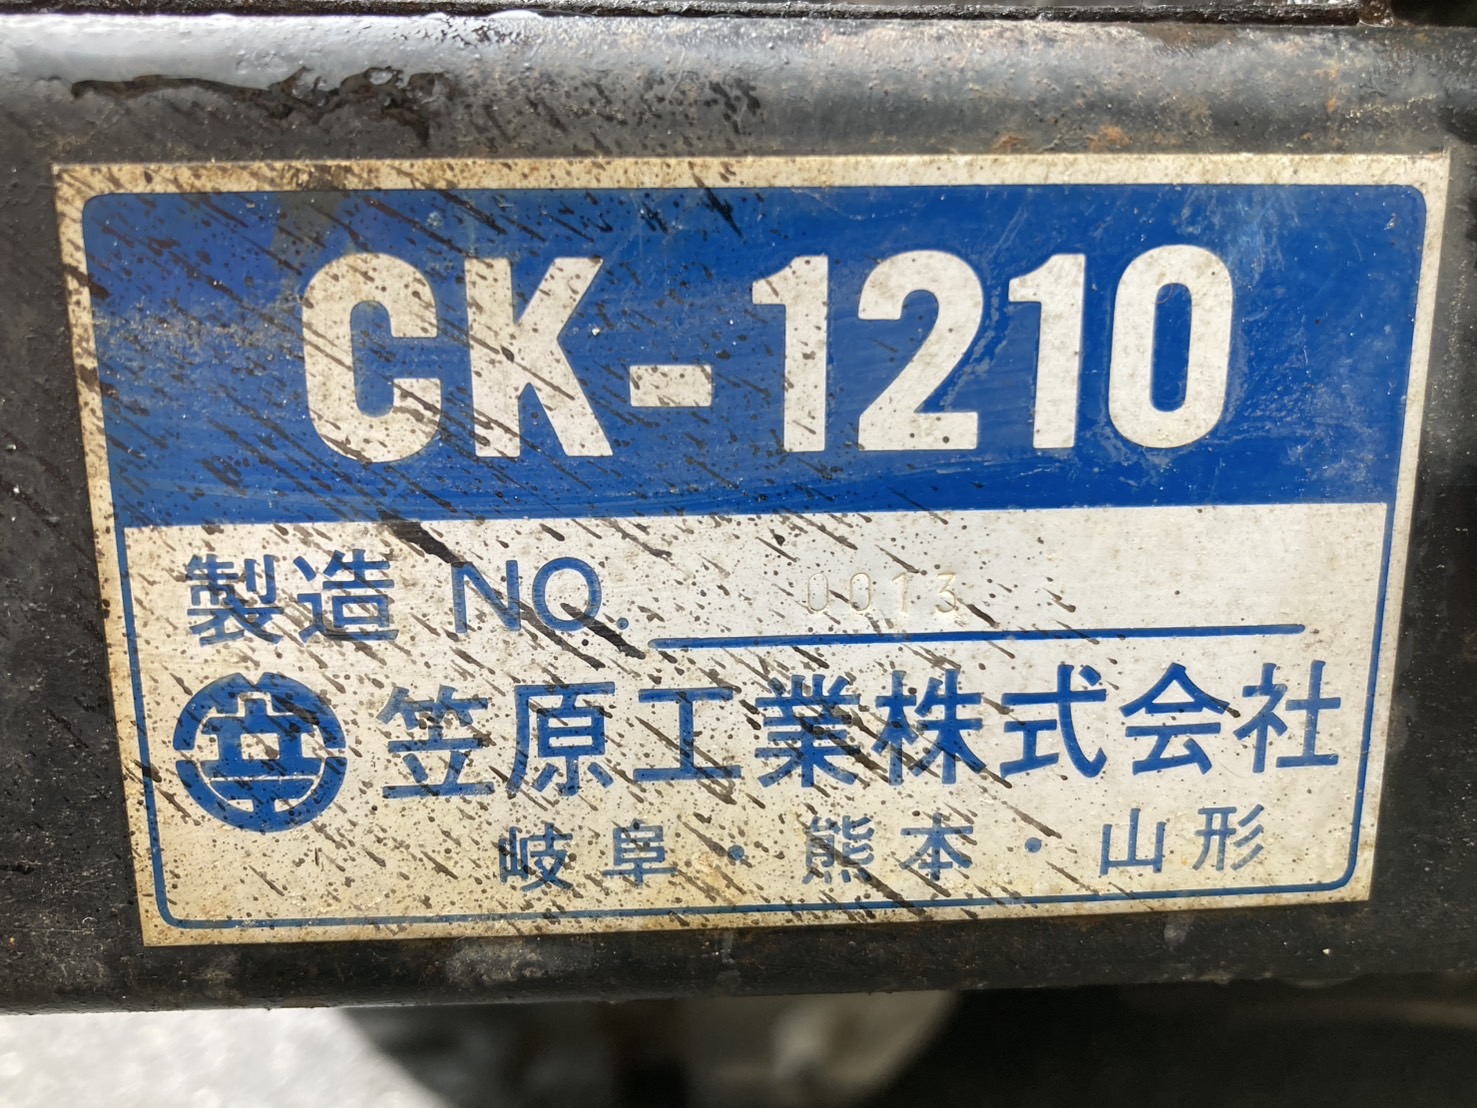 CK-1210
製造 NO. 0013
笠原工業株式会社
岐阜・熊本・山形